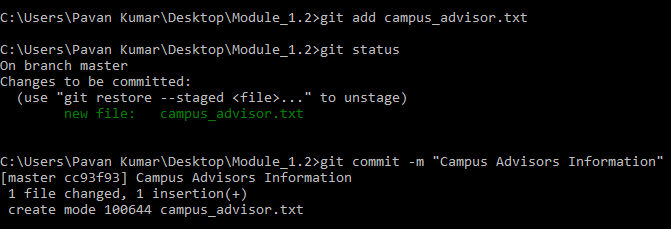 C:\Users\Pavan Kumar\Desktop\Module_1.2>git add campus_advisor.txt
C:\Users\Pavan Kumar\Desktop\Module_1.2>git status
On branch master
Changes to be committed:
  (use "git restore --staged <file>..." to unstage)
        new file:   campus_advisor.txt
C:\Users\Pavan Kumar\Desktop\Module_1.2>git commit -m "Campus Advisors Information"
[master cc93f93] Campus Advisors Information
 1 file changed, 1 insertion(+)
 create mode 100644 campus_advisor.txt